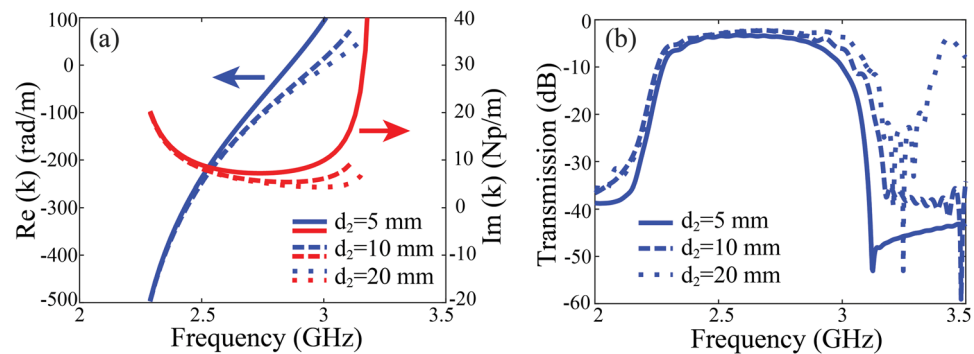 (a)
Re (k) (rad/m)
100
0
-100
-200
-300
-400
-500
40
30
20
10
0
-10
-20
Im (k) (Np/m)
d₂=5 mm
d₂=10 mm
d₂=20 mm
2
2.5
3
3.5
Frequency (GHz)
(b)
Transmission (dB)
-0
-10
-20
-30
-40
-50
-60
d₂=5 mm
d₂=10 mm
d₂=20 mm
2
2.5
3
3.5
Frequency (GHz)